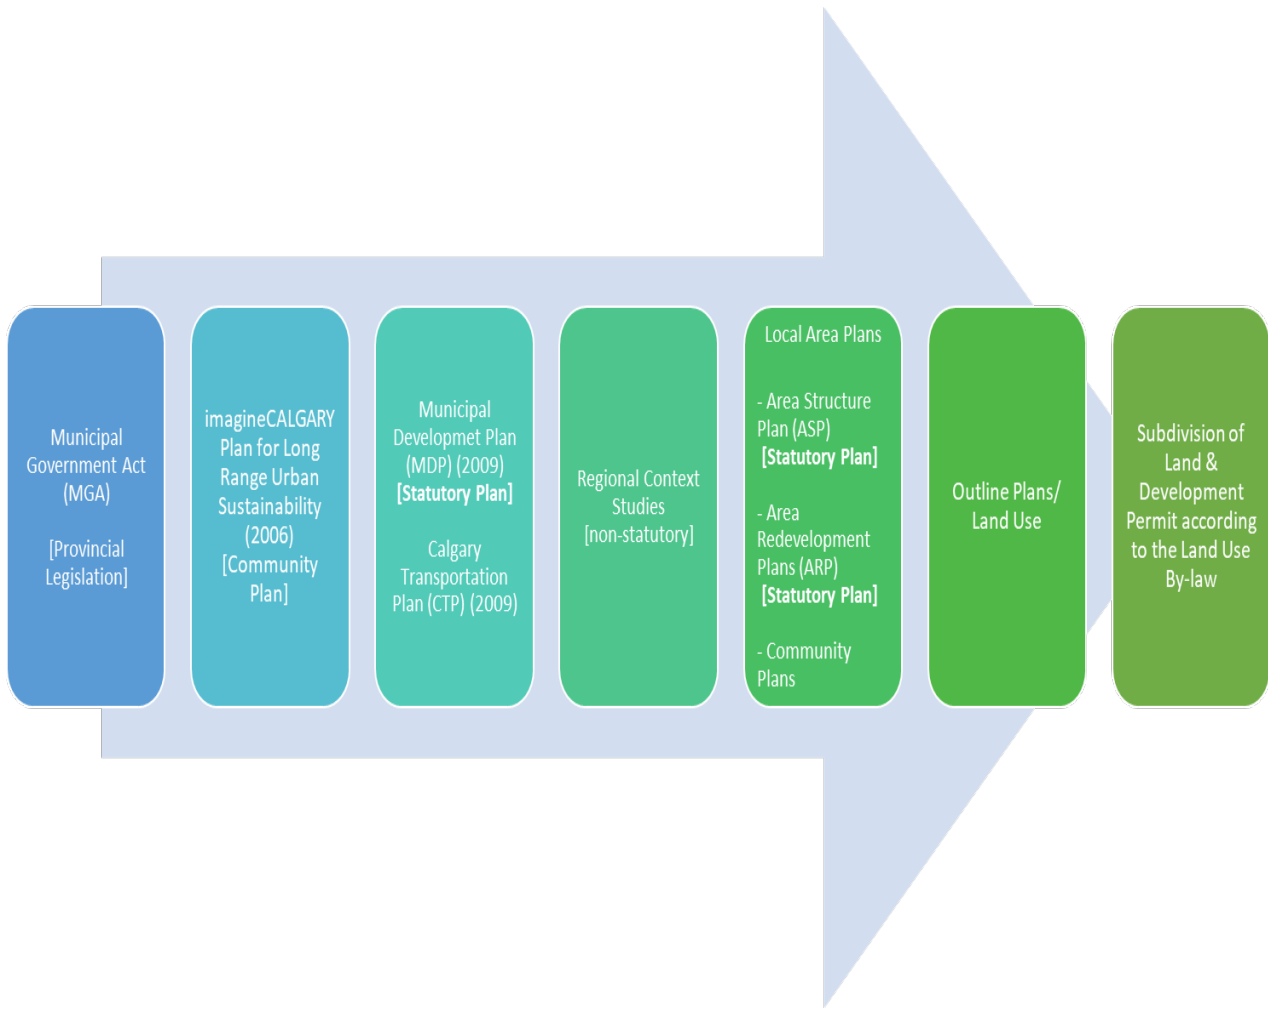 Municipal
Government Act
(MGA)
[Provincial
Legislation]
imagineCALGARY
Plan for Long
Range Urban
Sustainability
(2006)
[Community
Plan]
Municipal
Developmet Plan
(MDP) (2009)
[Statutory Plan]
Calgary
Transportation
Plan (CTP) (2009)
Regional Context
Studies
[non-statutory]
Local Area Plans
- Area Structure
Plan (ASP)
[Statutory Plan]
- Area
Redevelopment
Plans (ARP)
[Statutory Plan]
- Community
Plans
Outline Plans/
Land Use
Subdivision of
Land &
Development
Permit according
to the Land Use
By-law